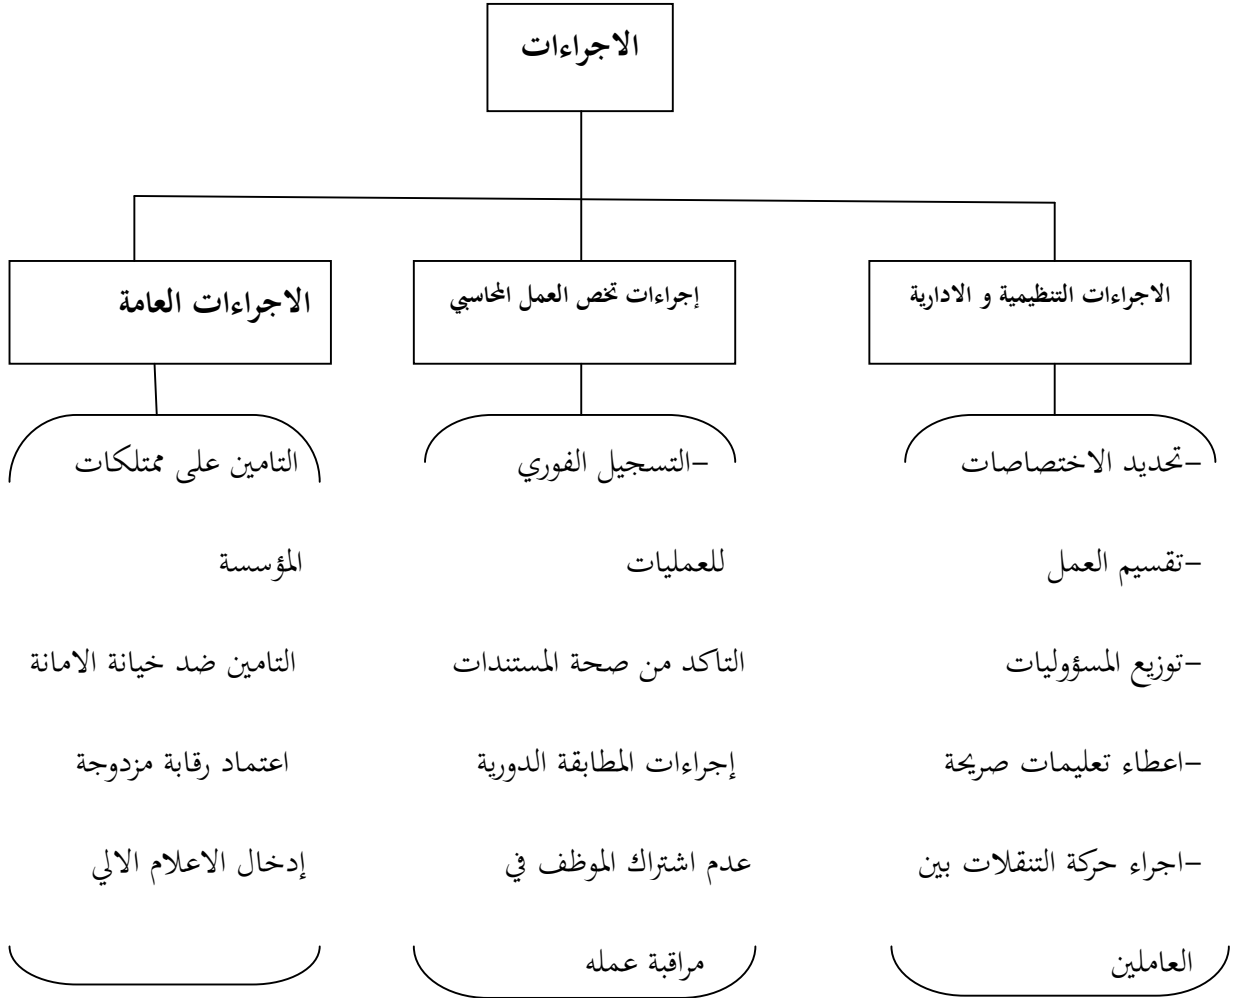 الاجراءات
الاجراءات التنظيمية و الادارية
إجراءات تخص العمل المحاسبي
الاجراءات العامة
-تحديد الاختصاصات
-تقسيم العمل
-توزيع المسؤوليات
-اعطاء تعليمات صريحة
-اجراء حركة التنقلات بين
العاملين
-التسجيل الفوري
للعمليات
التاكد من صحة المستندات
إجراءات المطابقة الدورية
عدم اشتراك الموظف في
مراقبة عمله
التامين على ممتلكات
المؤسسة
التامين ضد خيانة الامانة
اعتماد رقابة مزدوجة
إدخال الاعلام الالي